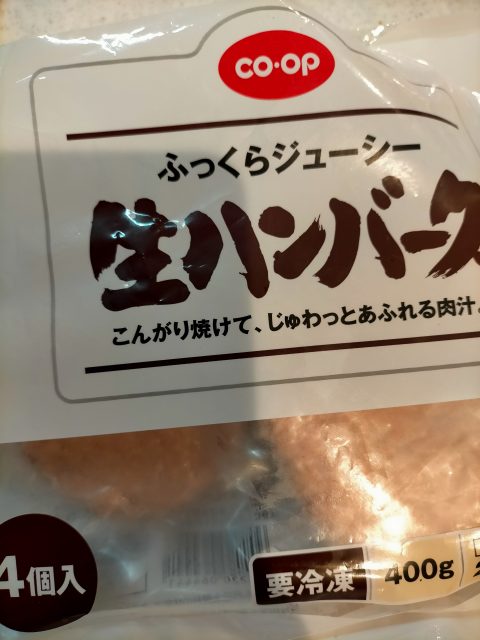 CO·OP
ふっくらジューシー
生ハンバーグ
こんがり焼けて、じゅわっとあふれる肉汁。
4個入
要冷凍
400g